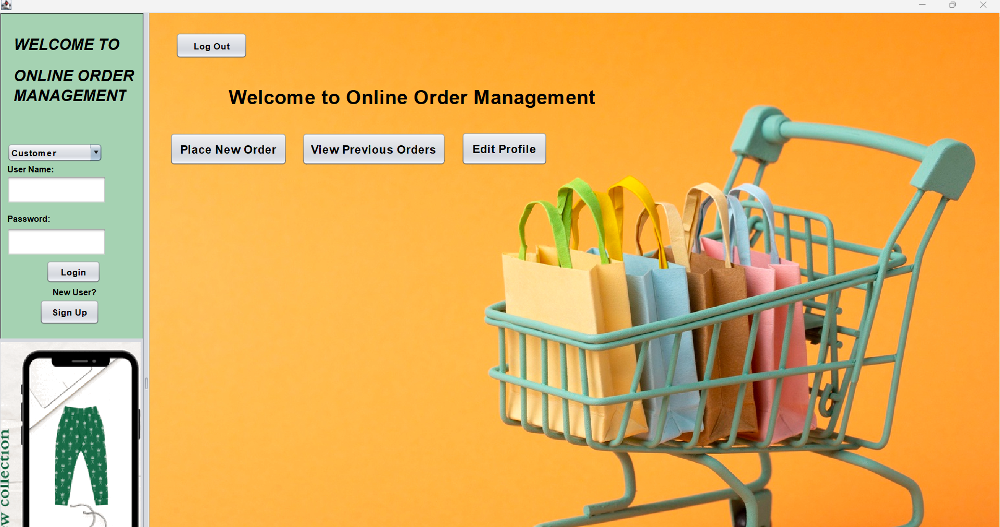 WELCOME TO
ONLINE ORDER
MANAGEMENT
Customer
User Name:
Password:
Login
New User?
Sign Up
collection
Log Out
Welcome to Online Order Management
Place New Order
View Previous Orders
Edit Profile